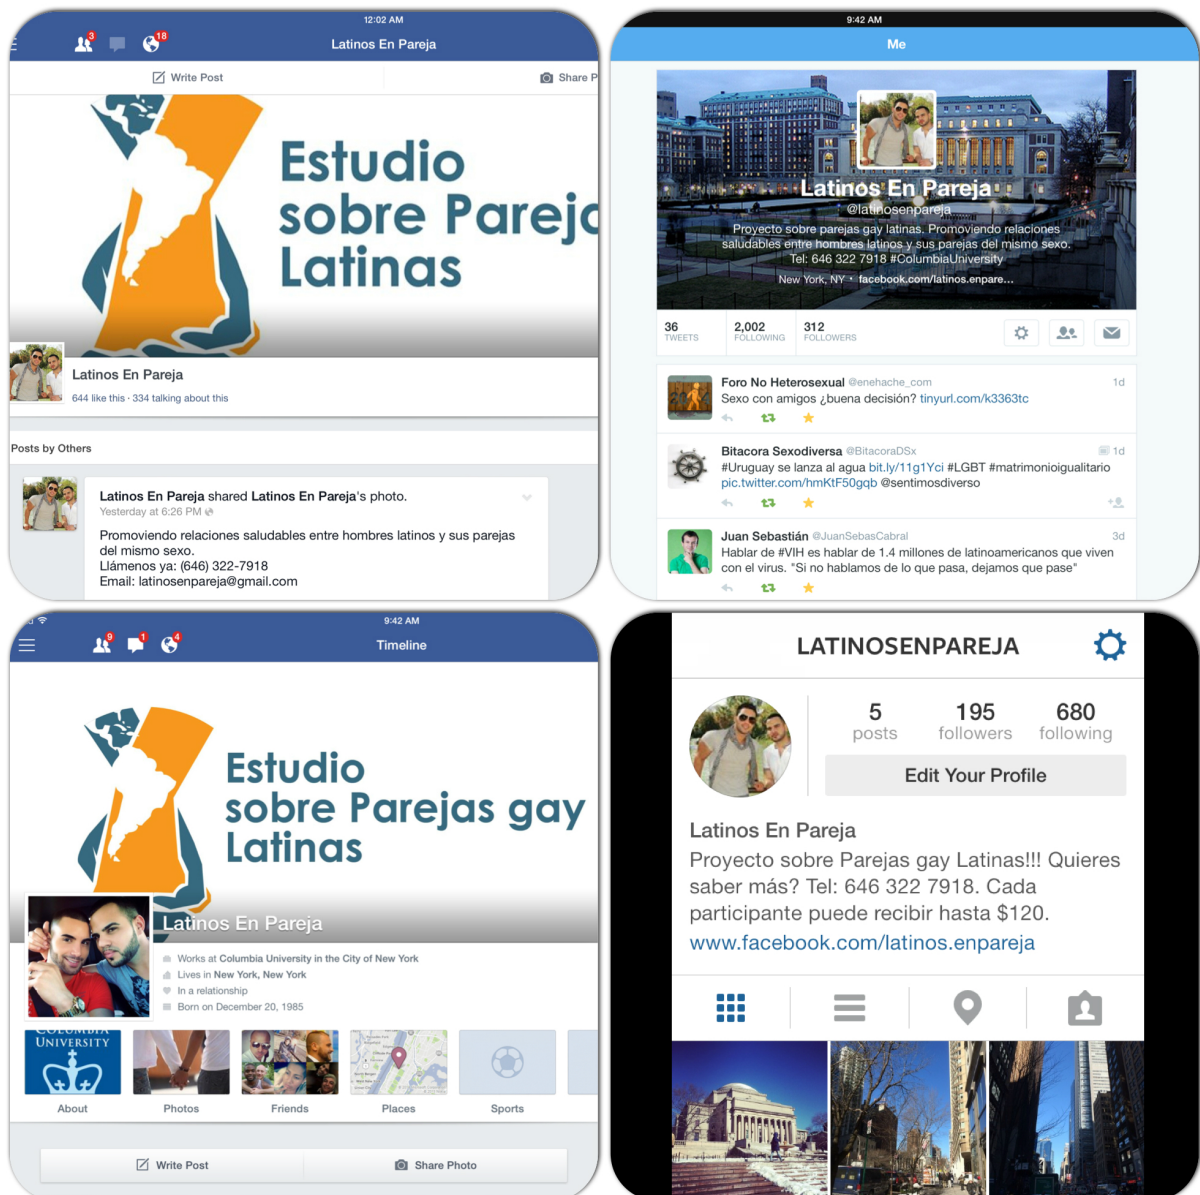 12:02 AM
3
18
Latinos En Pareja
Write Post
Share P
Estudio
sobre Pareja
Latinas
Latinos En Pareja
644 like this · 334 talking about this
Posts by Others
Latinos En Pareja shared Latinos En Pareja's photo.
Yesterday at 6:26 PM
Promoviendo relaciones saludables entre hombres latinos y sus parejas
del mismo sexo.
Llámenos ya: (646) 322-7918
Email: latinosenpareja@gmail.com
9:42 AM
Me
Latinos En Pareja
@latinosenpareja
Proyecto sobre parejas gay latinas. Promoviendo relaciones
saludables entre hombres latinos y sus parejas del mismo sexo.
Tel: 646 322 7918 #ColumbiaUniversity
New York, NY · facebook.com/latinos.enpare...
36 2,002 312
TWEETS FOLLOWING FOLLOWERS
Foro No Heterosexual @enehache_com 1d
Sexo con amigos ¿buena decisión? tinyurl.com/k3363tc
Bitacora Sexodiversa @BitacoraDSx 1d
#Uruguay se lanza al agua bit.ly/11g1Yci #LGBT #matrimonioigualitario
pic.twitter.com/hmKtF50gqb @sentimosdiverso
Juan Sebastián @JuanSebasCabral 3d
Hablar de #VIH es hablar de 1.4 millones de latinoamericanos que viven
con el virus. "Si no hablamos de lo que pasa, dejamos que pase"
9:42 AM
9
1
4
Timeline
Estudio
sobre Parejas gay
Latinas
Latinos En Pareja
Works at Columbia University in the City of New York
Lives in New York, New York
In a relationship
Born on December 20, 1985
COLUMBIA
UNIVERSITY
About Photos Friends Places Sports
Write Post
Share Photo
LATINOSENPAREJA
5 195 680
posts followers following
Edit Your Profile
Latinos En Pareja
Proyecto sobre Parejas gay Latinas!!! Quieres
saber más? Tel: 646 322 7918. Cada
participante puede recibir hasta $120.
www.facebook.com/latinos.enpareja